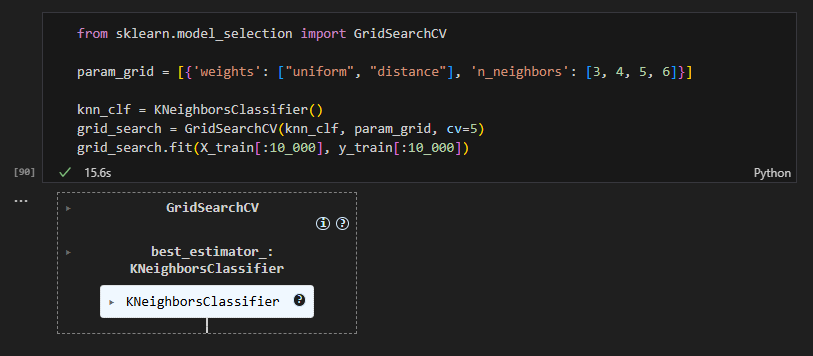 from sklearn.model_selection import GridSearchCV
param_grid = [{'weights': ["uniform", "distance"], 'n_neighbors': [3, 4, 5, 6]}]
knn_clf = KNeighborsClassifier()
grid_search = GridSearchCV(knn_clf, param_grid, cv=5)
grid_search.fit(X_train[:10_000], y_train[:10_000])
[90]
15.6s
Python
...
GridSearchCV
i ?
best_estimator_:
KNeighborsClassifier
KNeighborsClassifier ?